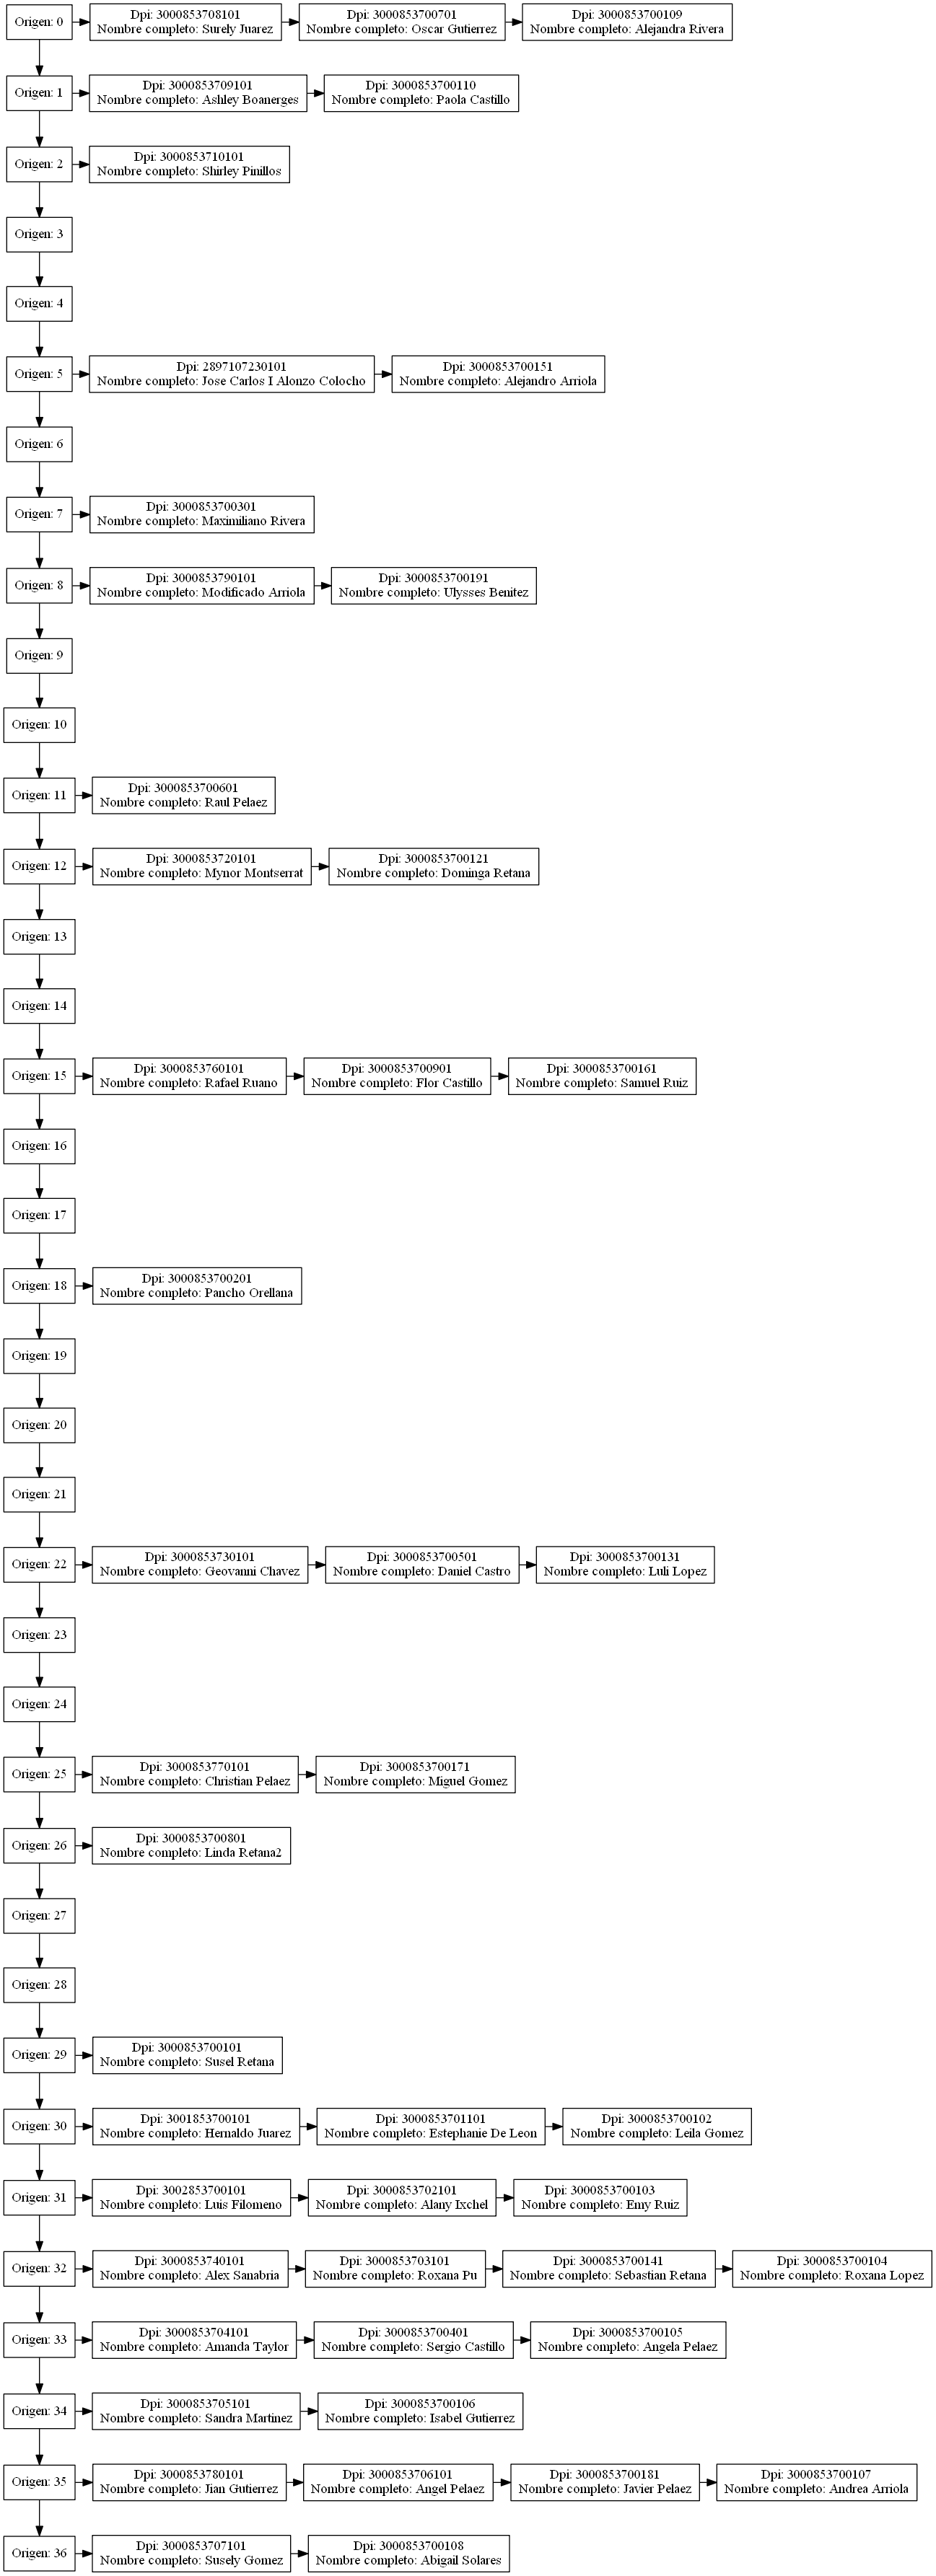 Origen: 0
Dpi: 3000853708101
Nombre completo: Surely Juarez
Dpi: 3000853700701
Nombre completo: Oscar Gutierrez
Dpi: 3000853700109
Nombre completo: Alejandra Rivera
Origen: 1
Dpi: 3000853709101
Nombre completo: Ashley Boanerges
Dpi: 3000853700110
Nombre completo: Paola Castillo
Origen: 2
Dpi: 3000853710101
Nombre completo: Shirley Pinillos
Origen: 3
Origen: 4
Origen: 5
Dpi: 2897107230101
Nombre completo: Jose Carlos I Alonzo Colocho
Dpi: 3000853700151
Nombre completo: Alejandro Arriola
Origen: 6
Origen: 7
Dpi: 3000853700301
Nombre completo: Maximiliano Rivera
Origen: 8
Dpi: 3000853790101
Nombre completo: Modificado Arriola
Dpi: 3000853700191
Nombre completo: Ulysses Benitez
Origen: 9
Origen: 10
Origen: 11
Dpi: 3000853700601
Nombre completo: Raul Pelaez
Origen: 12
Dpi: 3000853720101
Nombre completo: Mynor Montserrat
Dpi: 3000853700121
Nombre completo: Dominga Retana
Origen: 13
Origen: 14
Origen: 15
Dpi: 3000853760101
Nombre completo: Rafael Ruano
Dpi: 3000853700901
Nombre completo: Flor Castillo
Dpi: 3000853700161
Nombre completo: Samuel Ruiz
Origen: 16
Origen: 17
Origen: 18
Dpi: 3000853700201
Nombre completo: Pancho Orellana
Origen: 19
Origen: 20
Origen: 21
Origen: 22
Dpi: 3000853730101
Nombre completo: Geovanni Chavez
Dpi: 3000853700501
Nombre completo: Daniel Castro
Dpi: 3000853700131
Nombre completo: Luli Lopez
Origen: 23
Origen: 24
Origen: 25
Dpi: 3000853770101
Nombre completo: Christian Pelaez
Dpi: 3000853700171
Nombre completo: Miguel Gomez
Origen: 26
Dpi: 3000853700801
Nombre completo: Linda Retana2
Origen: 27
Origen: 28
Origen: 29
Dpi: 3000853700101
Nombre completo: Susel Retana
Origen: 30
Dpi: 3001853700101
Nombre completo: Hernaldo Juarez
Dpi: 3000853701101
Nombre completo: Estephanie De Leon
Dpi: 3000853700102
Nombre completo: Leila Gomez
Origen: 31
Dpi: 3002853700101
Nombre completo: Luis Filomeno
Dpi: 3000853702101
Nombre completo: Alany Ixchel
Dpi: 3000853700103
Nombre completo: Emy Ruiz
Origen: 32
Dpi: 3000853740101
Nombre completo: Alex Sanabria
Dpi: 3000853703101
Nombre completo: Roxana Pu
Dpi: 3000853700141
Nombre completo: Sebastian Retana
Dpi: 3000853700104
Nombre completo: Roxana Lopez
Origen: 33
Dpi: 3000853704101
Nombre completo: Amanda Taylor
Dpi: 3000853700401
Nombre completo: Sergio Castillo
Dpi: 3000853700105
Nombre completo: Angela Pelaez
Origen: 34
Dpi: 3000853705101
Nombre completo: Sandra Martinez
Dpi: 3000853700106
Nombre completo: Isabel Gutierrez
Origen: 35
Dpi: 3000853780101
Nombre completo: Jian Gutierrez
Dpi: 3000853706101
Nombre completo: Angel Pelaez
Dpi: 3000853700181
Nombre completo: Javier Pelaez
Dpi: 3000853700107
Nombre completo: Andrea Arriola
Origen: 36
Dpi: 3000853707101
Nombre completo: Susely Gomez
Dpi: 3000853700108
Nombre completo: Abigail Solares